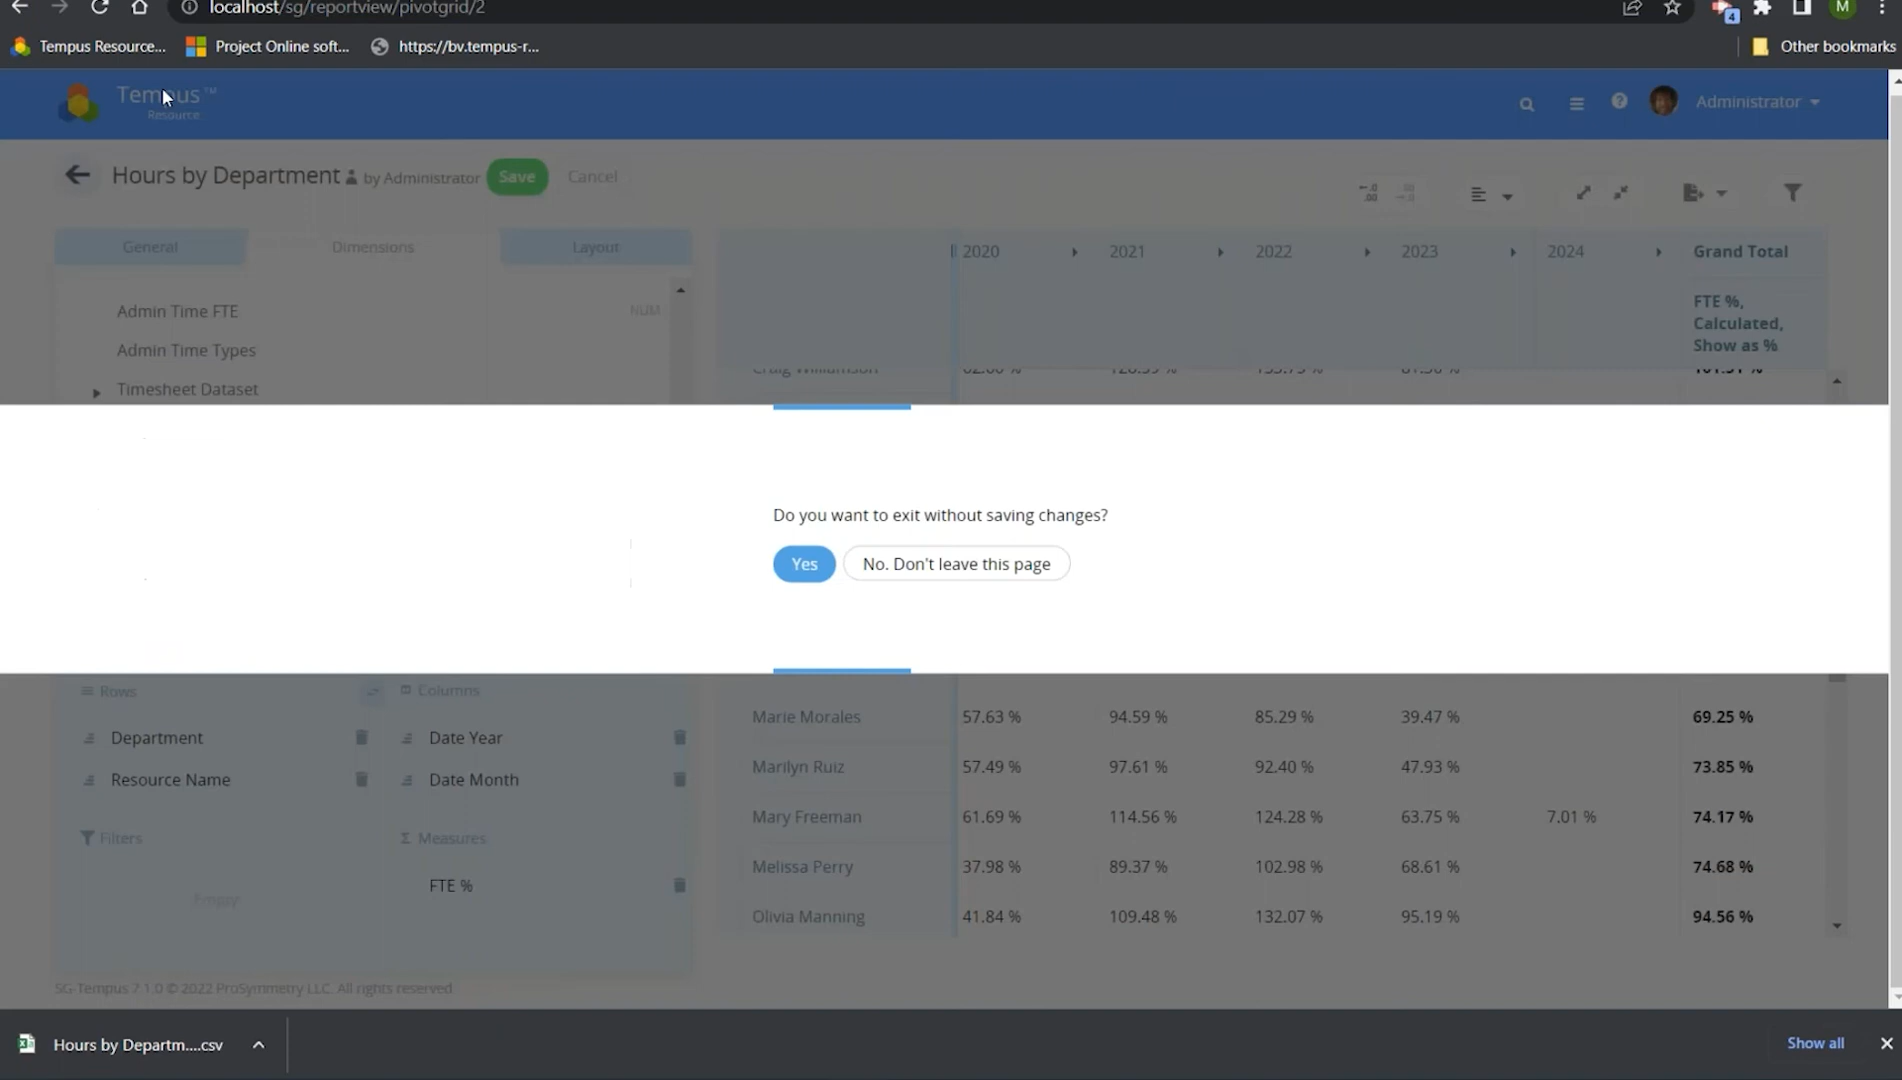 localhost/sg/reportview/pivotgrid/2
4
M
Tempus Resource...
Project Online soft...
https://bv.tempus-r...
Other bookmarks
Tempus™
Resource
Administrator
Hours by Department
by Administrator
Save
Cancel
General
Dimensions
Layout
2020
2021
2022
2023
2024
Grand Total
Admin Time FTE
NUM
FTE %,
Calculated,
Show as %
Admin Time Types
Timesheet Dataset
Craig Williamson
Do you want to exit without saving changes?
Yes
No. Don't leave this page
Rows
Columns
Department
Date Year
Resource Name
Date Month
Filters
Measures
Empty
FTE %
Marie Morales 57.63 % 94.59 % 85.29 % 39.47 % 69.25 %
Marilyn Ruiz 57.49 % 97.61 % 92.40 % 47.93 % 73.85 %
Mary Freeman 61.69 % 114.56 % 124.28 % 63.75 % 7.01 % 74.17 %
Melissa Perry 37.98 % 89.37 % 102.98 % 68.61 % 74.68 %
Olivia Manning 41.84 % 109.48 % 132.07 % 95.19 % 94.56 %
SG-Tempus 7.1.0 © 2022 ProSymmetry LLC. All rights reserved
Hours by Departm....csv
Show all